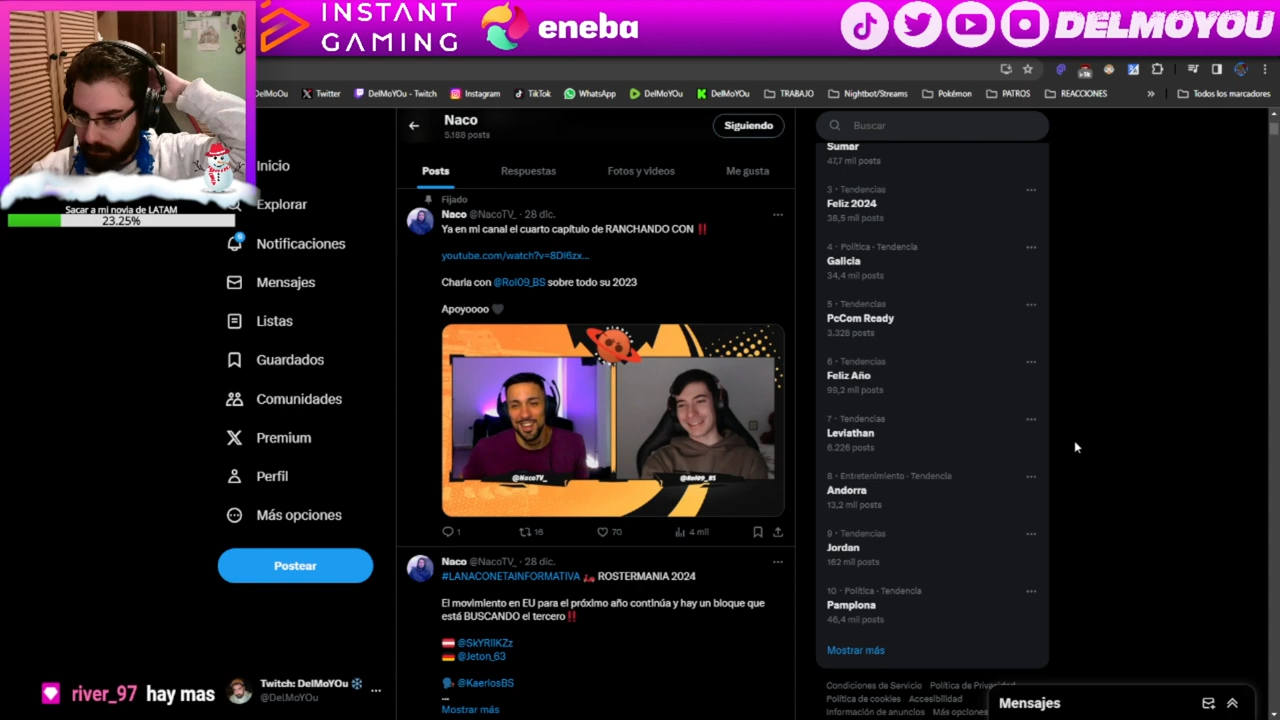 INSTANT
GAMING
eneba
DELMOYOU
DelMoOu
Twitter
DelMoYOu - Twitch
Instagram
TikTok
WhatsApp
DelMoYOu
DelMoYOu
TRABAJO
Nightbot/Streams
Pokémon
PATROS
REACCIONES
»
Todos los marcadores
Sacar a mi novia de LATAM
23.25%
Inicio
Explorar
Notificaciones
Mensajes
Listas
Guardados
Comunidades
Premium
Perfil
Más opciones
Postear
Twitch: DelMoYOu
@DelMoYOu
river_97 hay mas
Naco
5.188 posts
Siguiendo
Posts
Respuestas
Fotos y videos
Me gusta
Fijado
Naco @NacoTV_ · 28 dic.
Ya en mi canal el cuarto capítulo de RANCHANDO CON ‼
youtube.com/watch?v=8Dl6zx...
Charla con @Rol09_BS sobre todo su 2023
Apoyoooo 🖤
@NacoTV_
@Rol09_BS
1
16
70
4 mil
Naco @NacoTV_ · 28 dic.
#LANACONETAINFORMATIVA 🛵 ROSTERMANIA 2024
El movimiento en EU para el próximo año continúa y hay un bloque que
está BUSCANDO el tercero‼
🇦🇹 @SkYRIIKZz
🇩🇪 @Jeton_63
🗣 @KaerlosBS
...
Mostrar más
Buscar
Sumar
47,7 mil posts
3 · Tendencias
Feliz 2024
38,5 mil posts
4 · Política · Tendencia
Galicia
34,4 mil posts
5 · Tendencias
PcCom Ready
3.328 posts
6 · Tendencias
Feliz Año
99,2 mil posts
7 · Tendencias
Leviathan
6.226 posts
8 · Entretenimiento · Tendencia
Andorra
13,2 mil posts
9 · Tendencias
Jordan
162 mil posts
10 · Política · Tendencia
Pamplona
46,4 mil posts
Mostrar más
Condiciones de Servicio Política de Privacidad
Política de cookies Accesibilidad
Información de anuncios Más opciones
Mensajes